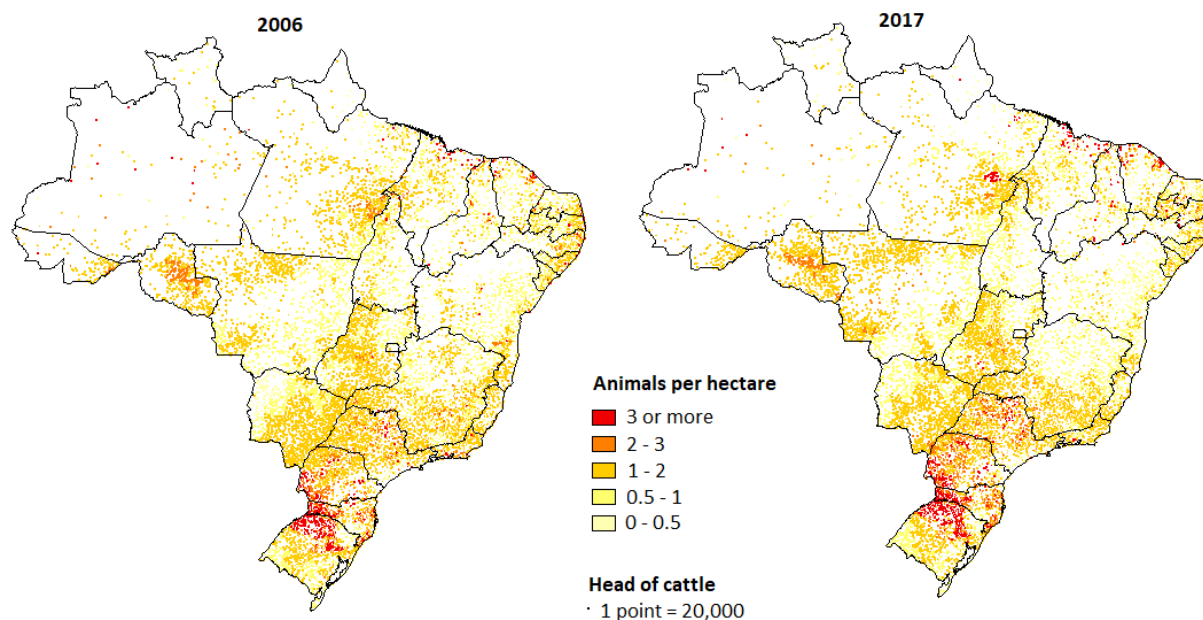 2006
2017
Animals per hectare
3 or more
2 - 3
1 - 2
0.5 - 1
0 - 0.5
Head of cattle
1 point = 20,000